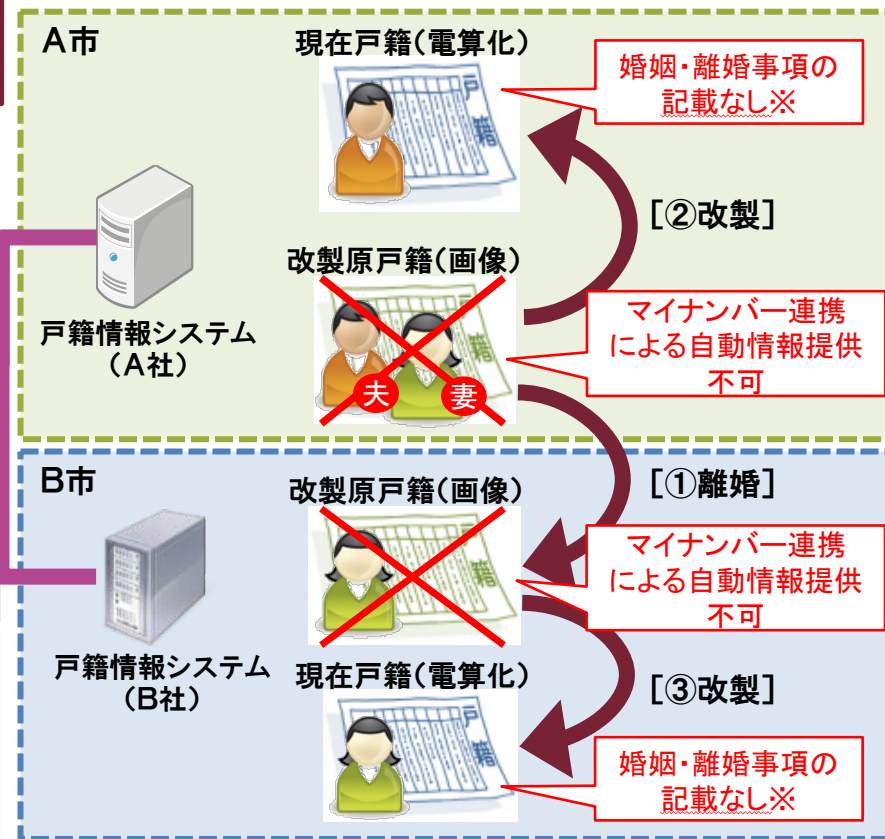 A市
現在戸籍(電算化)
戸籍
婚姻・離婚事項の
記載なし※
[②改製]
改製原戸籍(画像)
籍
夫
妻
マイナンバー連携
による自動情報提供
不可
戸籍情報システム
(A社)
[①離婚]
B市
改製原戸籍(画像)
籍
マイナンバー連携
による自動情報提供
不可
戸籍情報システム
(B社)
現在戸籍(電算化)
戸籍
[③改製]
婚姻・離婚事項の
記載なし※